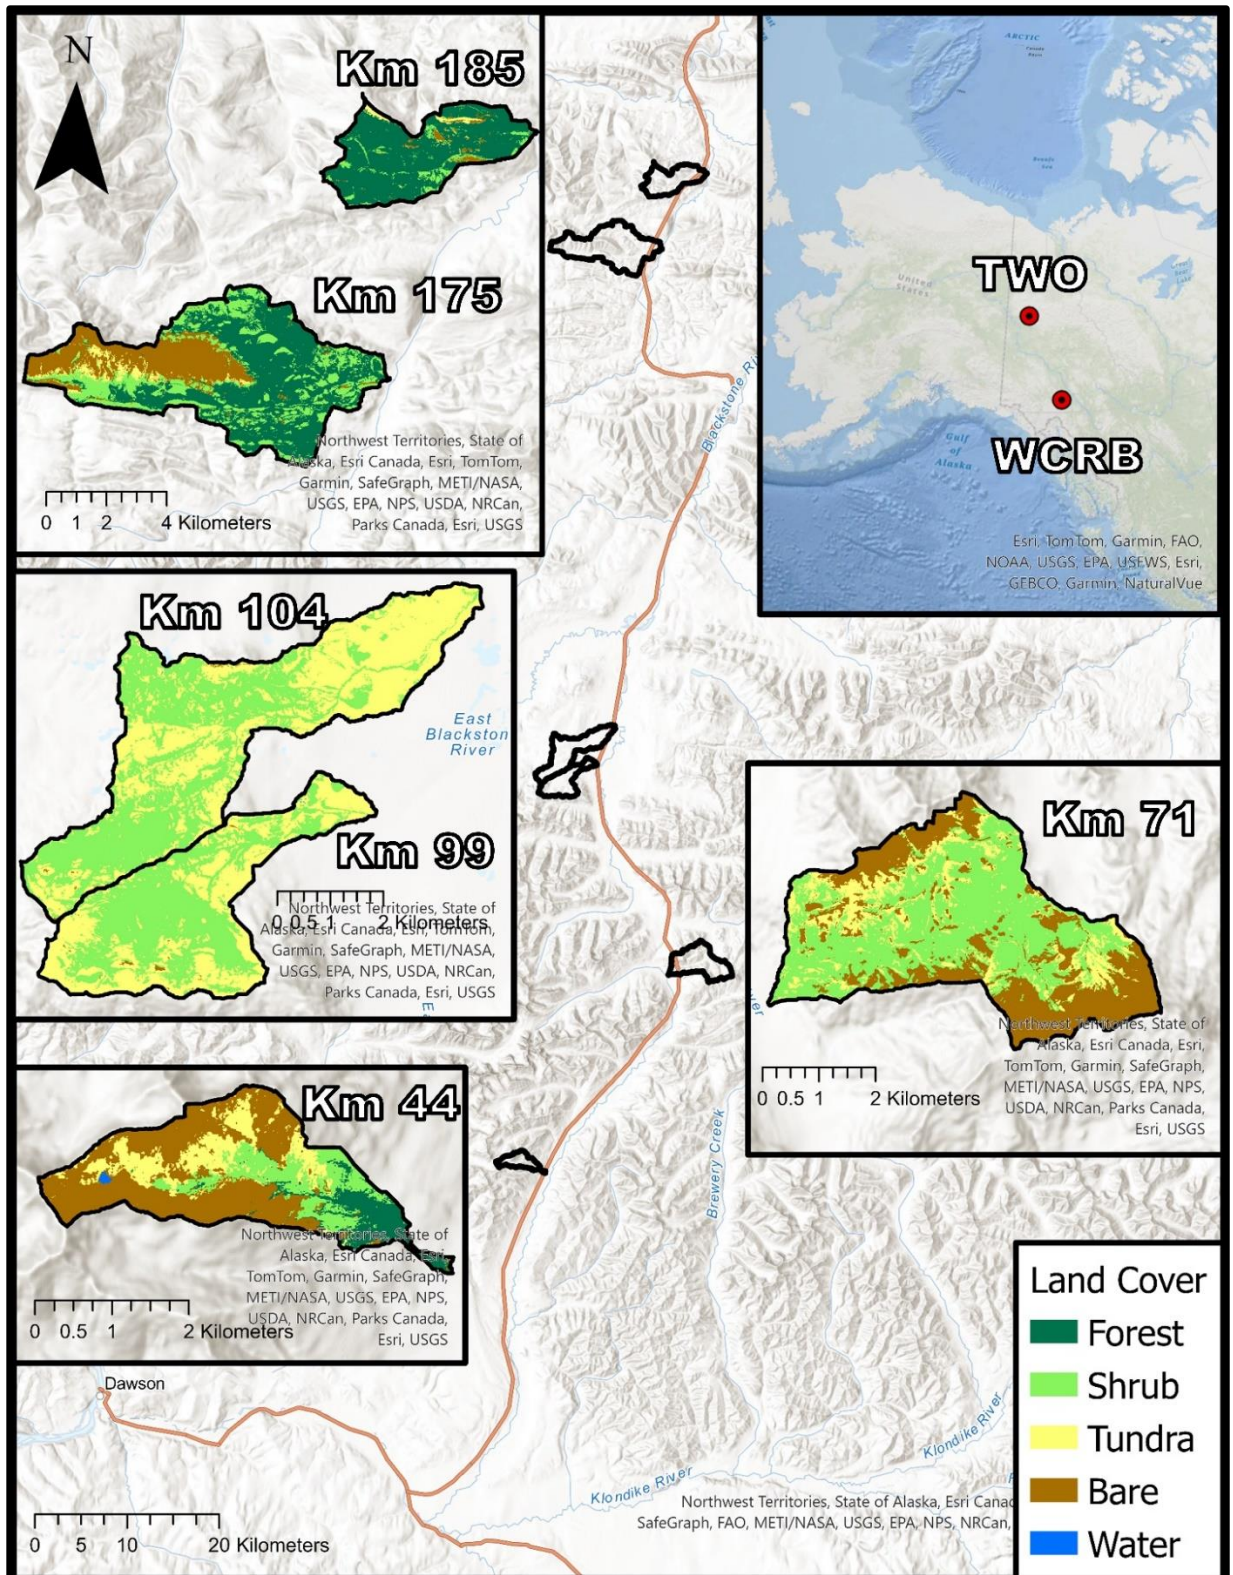 N
Km 185
Km 175
Northwest Territories, State of
Alaska, Esri Canada, Esri, TomTom,
Garmin, SafeGraph, METI/NASA,
USGS, EPA, NPS, USDA, NRCan,
Parks Canada, Esri, USGS
0 1 2 4 Kilometers
ARCTIC
United
States
TWO
WCRB
Gulf
of
Alaska
Esri, TomTom, Garmin, FAO,
NOAA, USGS, EPA, USFWS, Esri,
GEBCO, Garmin, NaturalVue
Blackstone Riv
Km 104
East
Blackston
River
Km 99
0 0.5 1 2 Kilometers
Northwest Territories, State of
Alaska, Esri Canada, Esri, TomTom,
Garmin, SafeGraph, METI/NASA,
USGS, EPA, NPS, USDA, NRCan,
Parks Canada, Esri, USGS
Km 71
Northwest Territories, State of
Alaska, Esri Canada, Esri,
TomTom, Garmin, SafeGraph,
METI/NASA, USGS, EPA, NPS,
USDA, NRCan, Parks Canada,
Esri, USGS
0 0.5 1 2 Kilometers
Km 44
Northwest Territories, State of
Alaska, Esri Canada, Esri,
TomTom, Garmin, SafeGraph,
METI/NASA, USGS, EPA, NPS,
USDA, NRCan, Parks Canada,
Esri, USGS
0 0.5 1 2 Kilometers
Brewery Creek
Dawson
Klondike River
Klondike River
Northwest Territories, State of Alaska, Esri Canad
SafeGraph, FAO, METI/NASA, USGS, EPA, NPS, NRCan,
0 5 10 20 Kilometers
Land Cover
Forest
Shrub
Tundra
Bare
Water